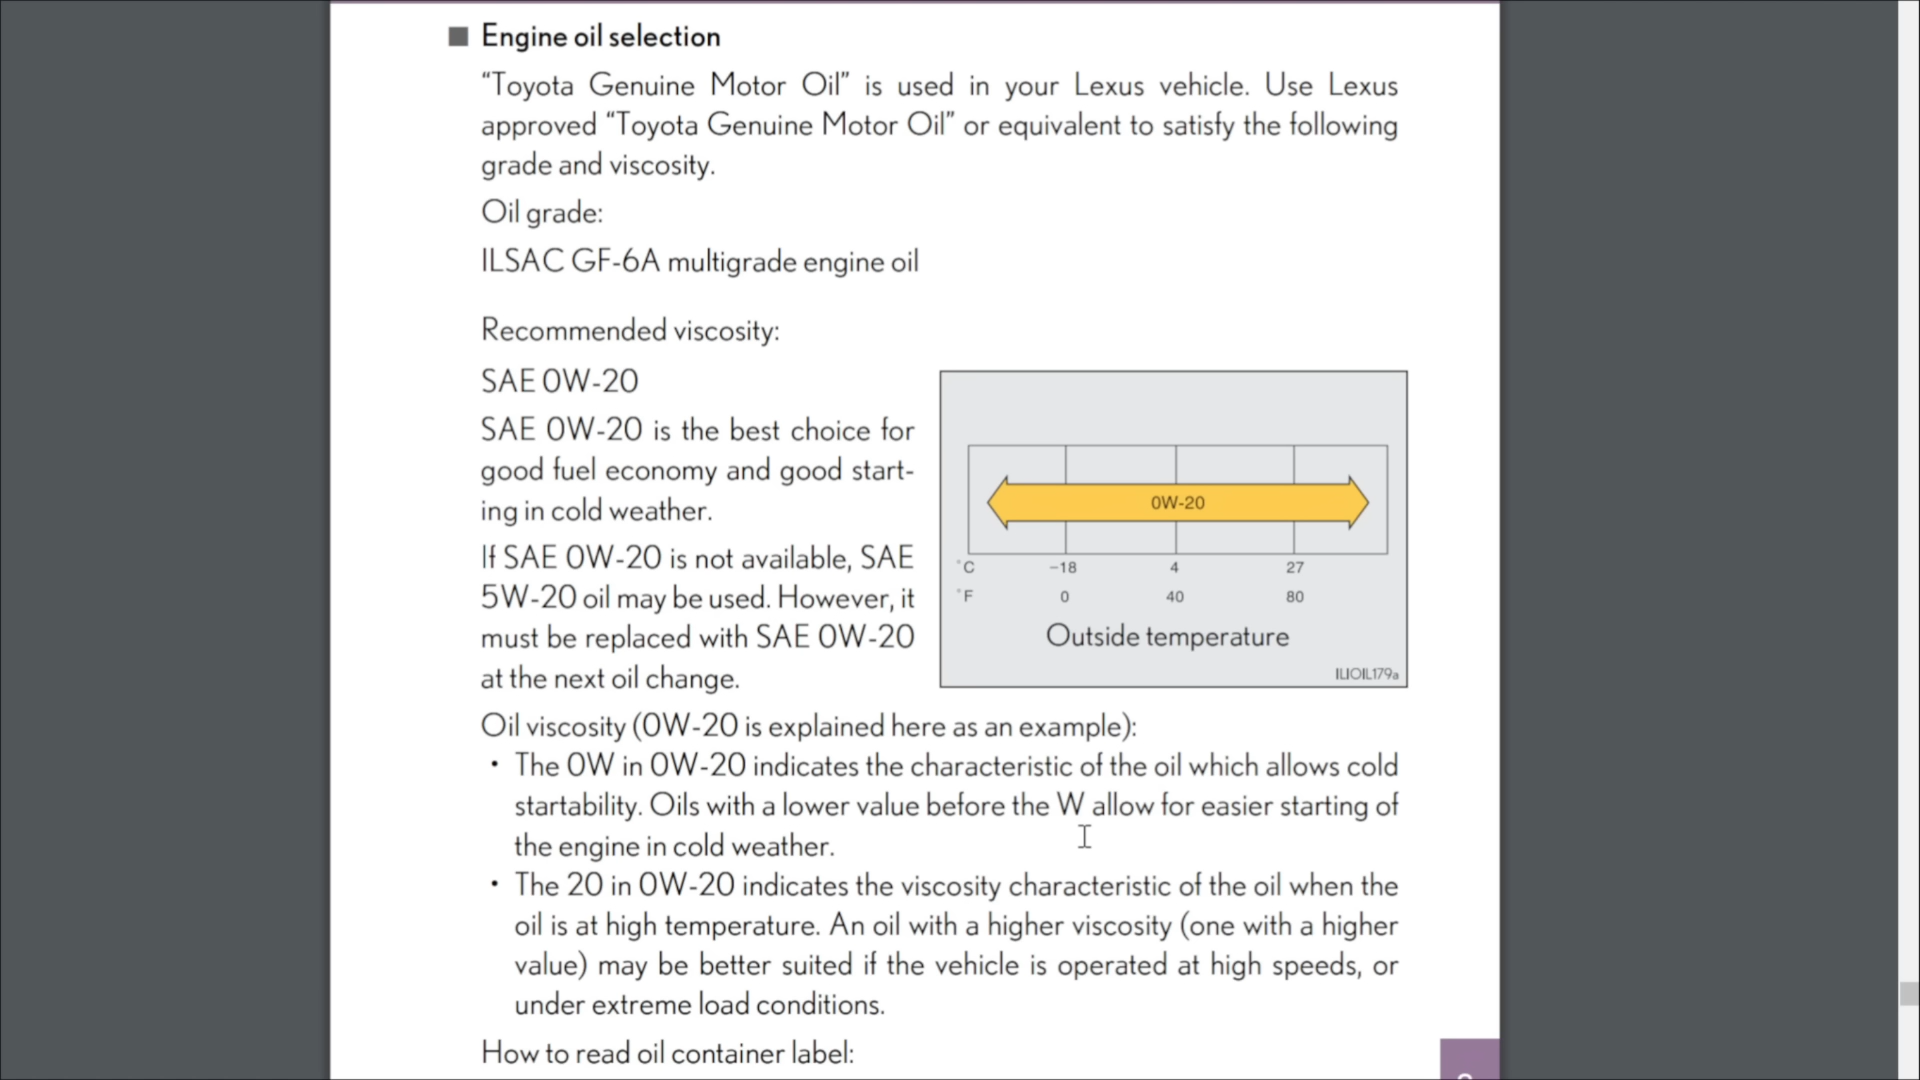 ■ Engine oil selection
“Toyota Genuine Motor Oil” is used in your Lexus vehicle. Use Lexus
approved “Toyota Genuine Motor Oil” or equivalent to satisfy the following
grade and viscosity.
Oil grade:
ILSAC GF-6A multigrade engine oil
Recommended viscosity:
SAE 0W-20
SAE 0W-20 is the best choice for
good fuel economy and good start-
ing in cold weather.
If SAE 0W-20 is not available, SAE
5W-20 oil may be used. However, it
must be replaced with SAE 0W-20
at the next oil change.
0W-20
°C -18 4 27
°F 0 40 80
Outside temperature
ILIOIL179a
Oil viscosity (0W-20 is explained here as an example):
• The 0W in 0W-20 indicates the characteristic of the oil which allows cold
startability. Oils with a lower value before the W allow for easier starting of
the engine in cold weather.
• The 20 in 0W-20 indicates the viscosity characteristic of the oil when the
oil is at high temperature. An oil with a higher viscosity (one with a higher
value) may be better suited if the vehicle is operated at high speeds, or
under extreme load conditions.
How to read oil container label: